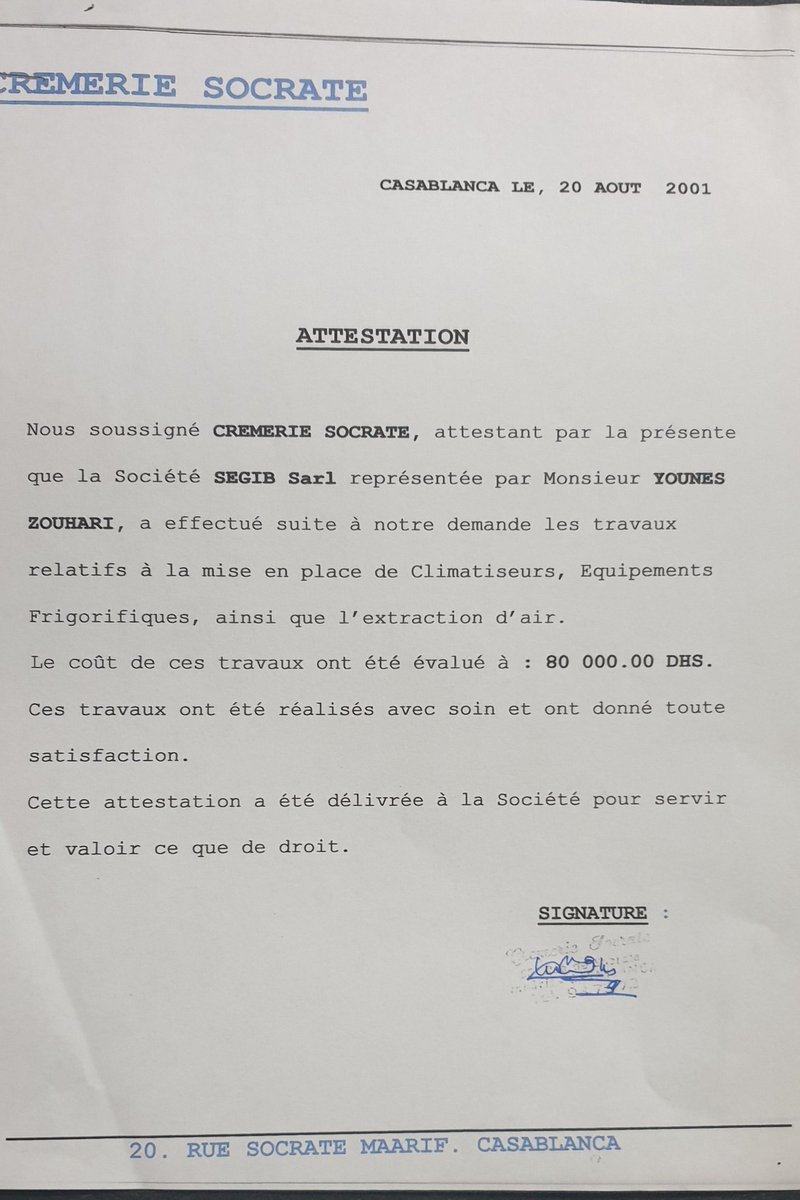 CREMERIE SOCRATE
CASABLANCA LE, 20 AOUT 2001
ATTESTATION
Nous soussigné CREMERIE SOCRATE, attestant par la présente
que la Société SEGIB Sarl représentée par Monsieur YOUNES
ZOUHARI, a effectué suite à notre demande les travaux
relatifs à la mise en place de Climatiseurs, Equipements
Frigorifiques, ainsi que l'extraction d'air.
Le coût de ces travaux ont été évalué à : 80 000.00 DHS.
Ces travaux ont été réalisés avec soin et ont donné toute
satisfaction.
Cette attestation a été délivrée à la Société pour servir
et valoir ce que de droit.
SIGNATURE :
Cremerie Socrate
20. RUE SOCRATE MAARIF. CASABLANCA